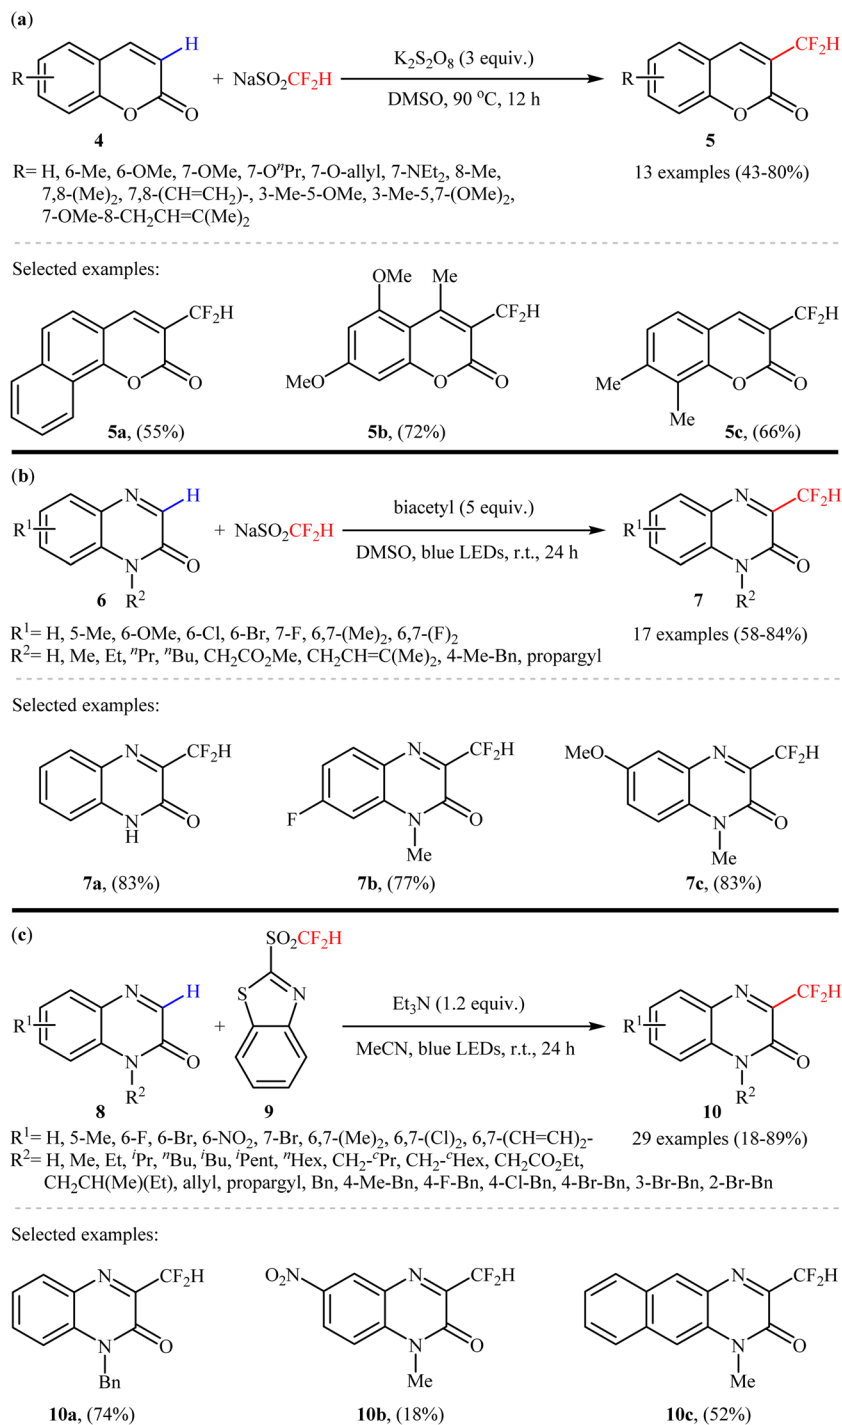 (a)
H
R
O
O
4
+ NaSO₂CF₂H
K₂S₂O₈ (3 equiv.)
DMSO, 90 °C, 12 h
CF₂H
R
O
O
5
R= H, 6-Me, 6-OMe, 7-OMe, 7-OⁿPr, 7-O-allyl, 7-NEt₂, 8-Me,
7,8-(Me)₂, 7,8-(CH=CH₂)-, 3-Me-5-OMe, 3-Me-5,7-(OMe)₂,
7-OMe-8-CH₂CH=C(Me)₂
13 examples (43-80%)
Selected examples:
CF₂H
O
O
5a, (55%)
OMe
Me
CF₂H
MeO
O
O
5b, (72%)
CF₂H
Me
O
O
Me
5c, (66%)
(b)
N
H
R¹
N
O
R²
6
+ NaSO₂CF₂H
biacetyl (5 equiv.)
DMSO, blue LEDs, r.t., 24 h
N
CF₂H
R¹
N
O
R²
7
R¹= H, 5-Me, 6-OMe, 6-Cl, 6-Br, 7-F, 6,7-(Me)₂, 6,7-(F)₂
R²= H, Me, Et, ⁿPr, ⁿBu, CH₂CO₂Me, CH₂CH=C(Me)₂, 4-Me-Bn, propargyl
17 examples (58-84%)
Selected examples:
N
CF₂H
N
H
O
7a, (83%)
N
CF₂H
F
N
O
Me
7b, (77%)
MeO
N
CF₂H
N
O
Me
7c, (83%)
(c)
N
H
R¹
N
O
R²
8
+
SO₂CF₂H
S
N
9
Et₃N (1.2 equiv.)
MeCN, blue LEDs, r.t., 24 h
N
CF₂H
R¹
N
O
R²
10
R¹= H, 5-Me, 6-F, 6-Br, 6-NO₂, 7-Br, 6,7-(Me)₂, 6,7-(Cl)₂, 6,7-(CH=CH)₂-
R²= H, Me, Et, ⁱPr, ⁿBu, ⁱBu, ⁱPent, ⁿHex, CH₂-ᶜPr, CH₂-ᶜHex, CH₂CO₂Et,
CH₂CH(Me)(Et), allyl, propargyl, Bn, 4-Me-Bn, 4-F-Bn, 4-Cl-Bn, 4-Br-Bn, 3-Br-Bn, 2-Br-Bn
29 examples (18-89%)
Selected examples:
N
CF₂H
N
O
Bn
10a, (74%)
O₂N
N
CF₂H
N
O
Me
10b, (18%)
N
CF₂H
N
O
Me
10c, (52%)